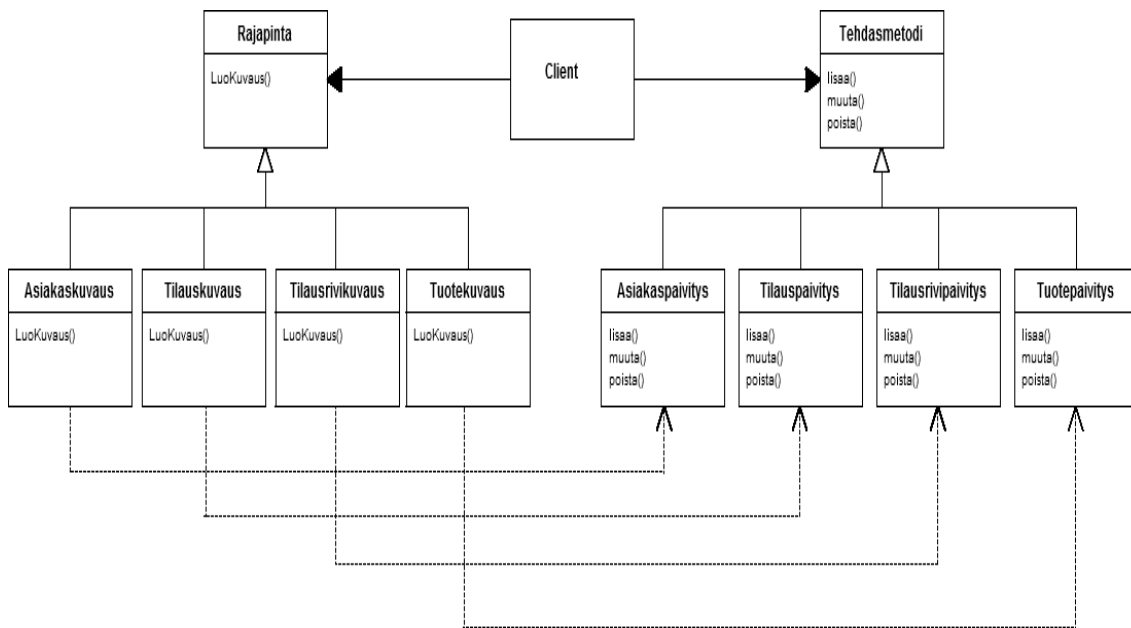 Rajapinta
LuoKuvaus()
Client
Tehdasmetodi
lisaa()
muuta()
poista()
Asiakaskuvaus
LuoKuvaus()
Tilauskuvaus
LuoKuvaus()
Tilausrivikuvaus
LuoKuvaus()
Tuotekuvaus
LuoKuvaus()
Asiakaspaivitys
lisaa()
muuta()
poista()
Tilauspaivitys
lisaa()
muuta()
poista()
Tilausrivipaivitys
lisaa()
muuta()
poista()
Tuotepaivitys
lisaa()
muuta()
poista()